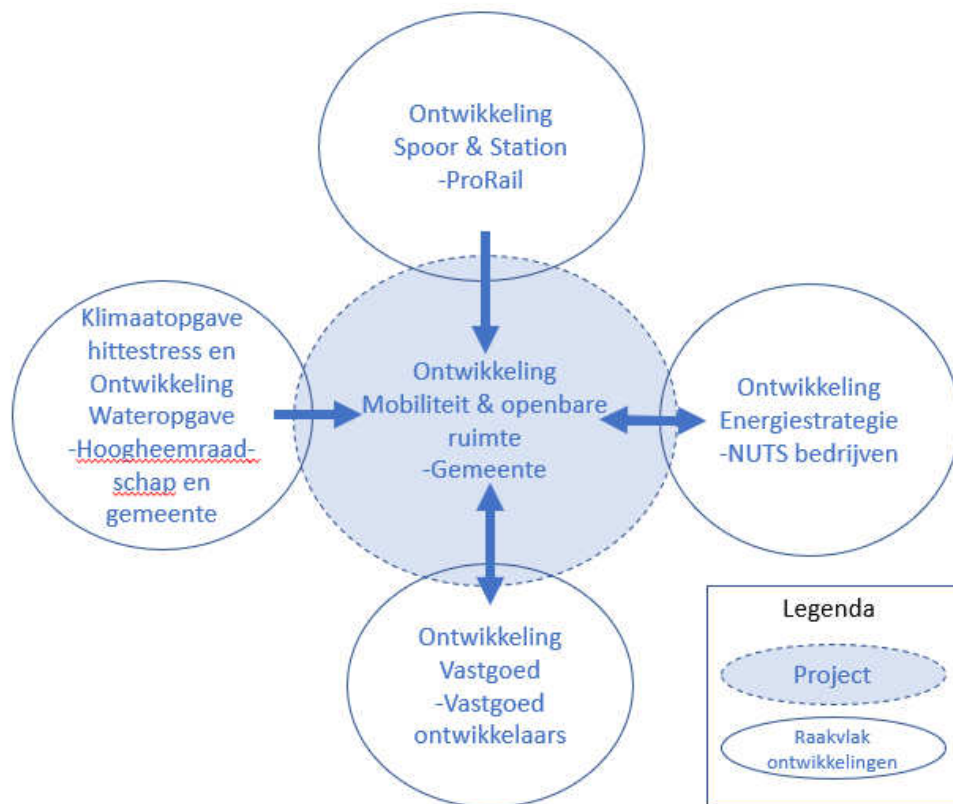 Ontwikkeling
Spoor & Station
-ProRail
Klimaatopgave
hittestress en
Ontwikkeling
Wateropgave
-Hoogheemraad-
schap en
gemeente
Ontwikkeling
Mobiliteit & openbare
ruimte
-Gemeente
Ontwikkeling
Energiestrategie
-NUTS bedrijven
Ontwikkeling
Vastgoed
-Vastgoed
ontwikkelaars
Legenda
Project
Raakvlak
ontwikkelingen